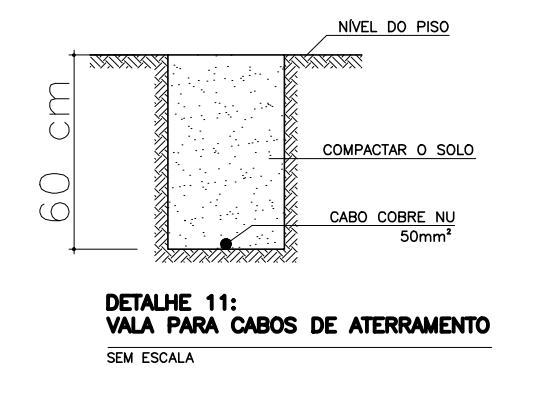 NÍVEL DO PISO
60 cm
COMPACTAR O SOLO
CABO COBRE NU
50mm²
DETALHE 11:
VALA PARA CABOS DE ATERRAMENTO
SEM ESCALA